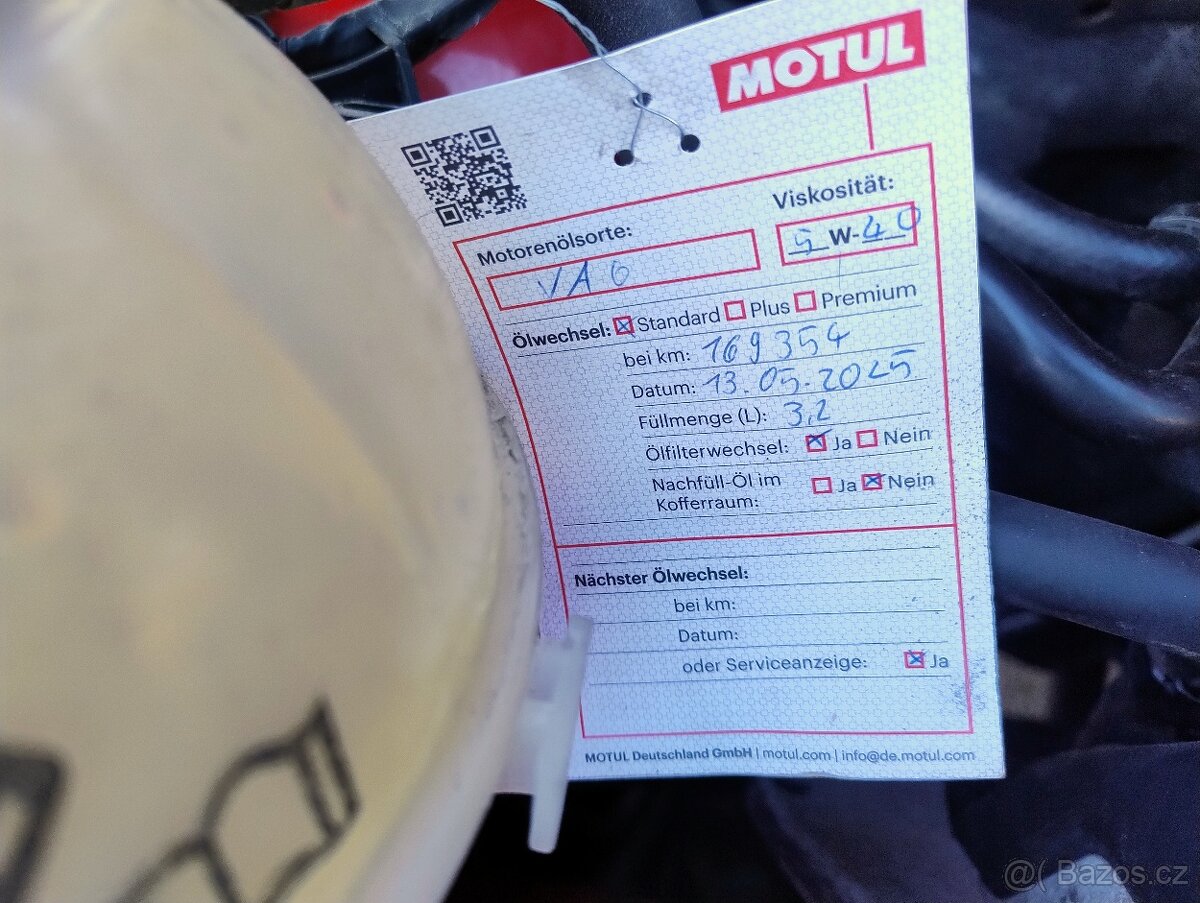 MOTUL
Viskosität:
5 W-40
Motorenölsorte:
VAG
Ölwechsel: Standard Plus Premium
bei km: 169354
Datum: 13.05.2025
Füllmenge (L): 3,2
Ölfilterwechsel: Ja Nein
Nachfüll-Öl im
Kofferraum: Ja Nein
Nächster Ölwechsel:
bei km:
Datum:
oder Serviceanzeige: Ja
MOTUL Deutschland GmbH | motul.com | info@de.motul.com
@( Bazos.cz